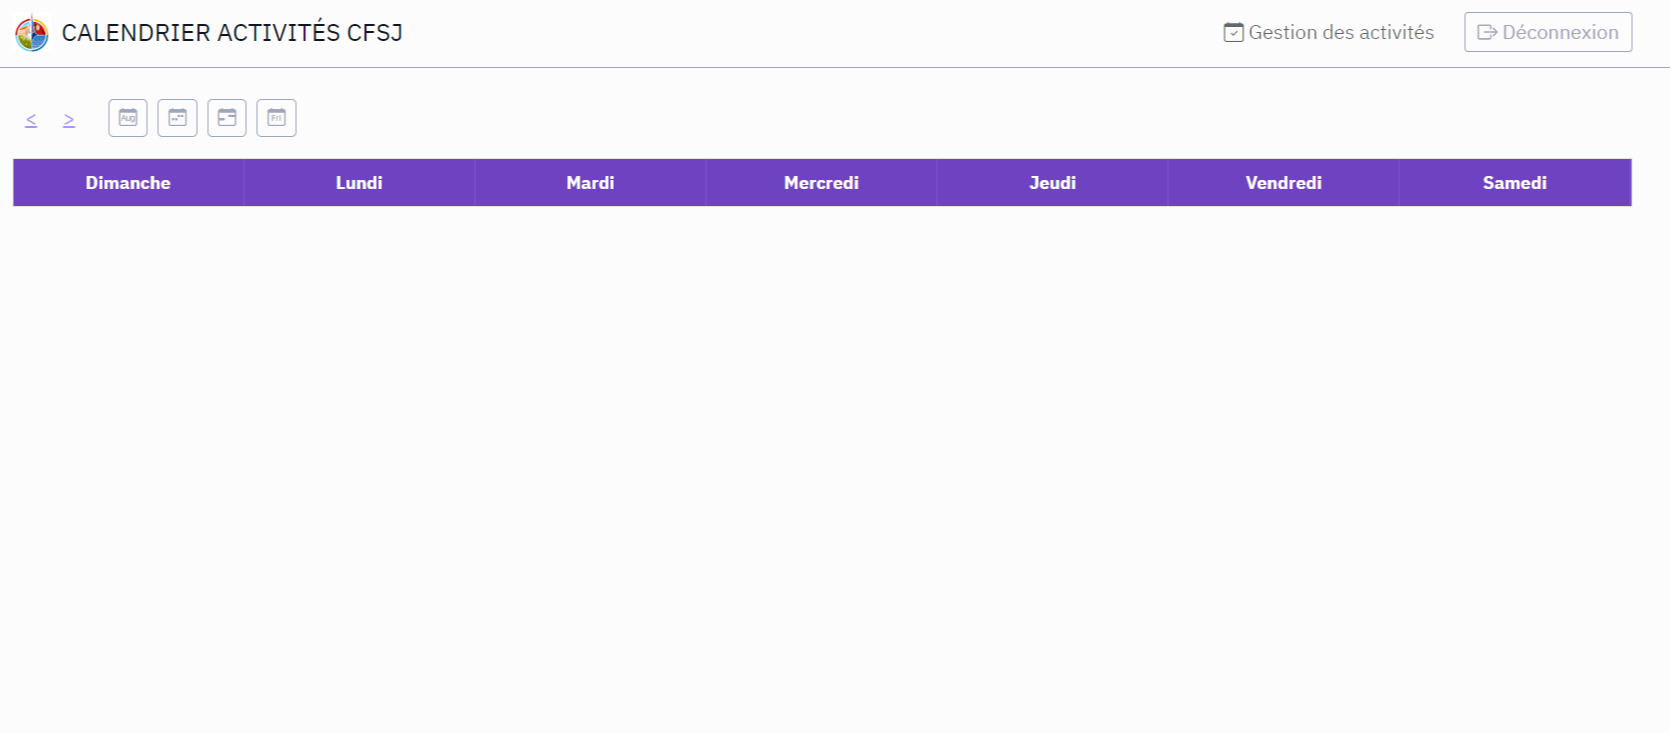 CALENDRIER ACTIVITÉS CFSJ
Gestion des activités
Déconnexion
< >
Aug
Fri
Dimanche Lundi Mardi Mercredi Jeudi Vendredi Samedi